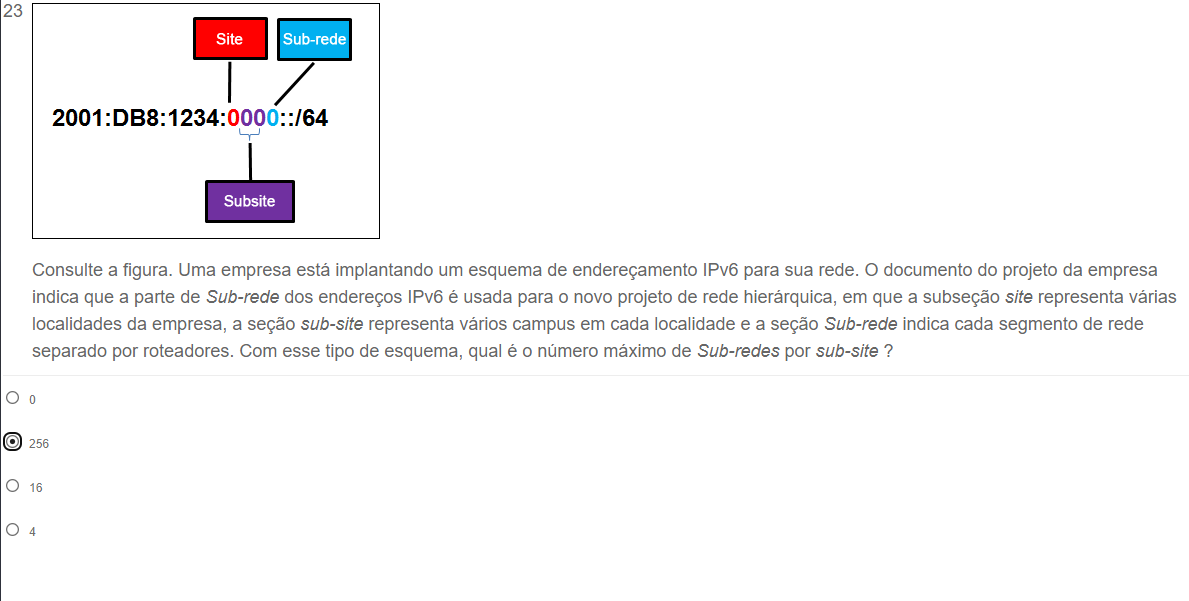 23
Site
Sub-rede
2001:DB8:1234:0000::/64
Subsite
Consulte a figura. Uma empresa está implantando um esquema de endereçamento IPv6 para sua rede. O documento do projeto da empresa
indica que a parte de Sub-rede dos endereços IPv6 é usada para o novo projeto de rede hierárquica, em que a subseção site representa várias
localidades da empresa, a seção sub-site representa vários campus em cada localidade e a seção Sub-rede indica cada segmento de rede
separado por roteadores. Com esse tipo de esquema, qual é o número máximo de Sub-redes por sub-site ?
0
256
16
4